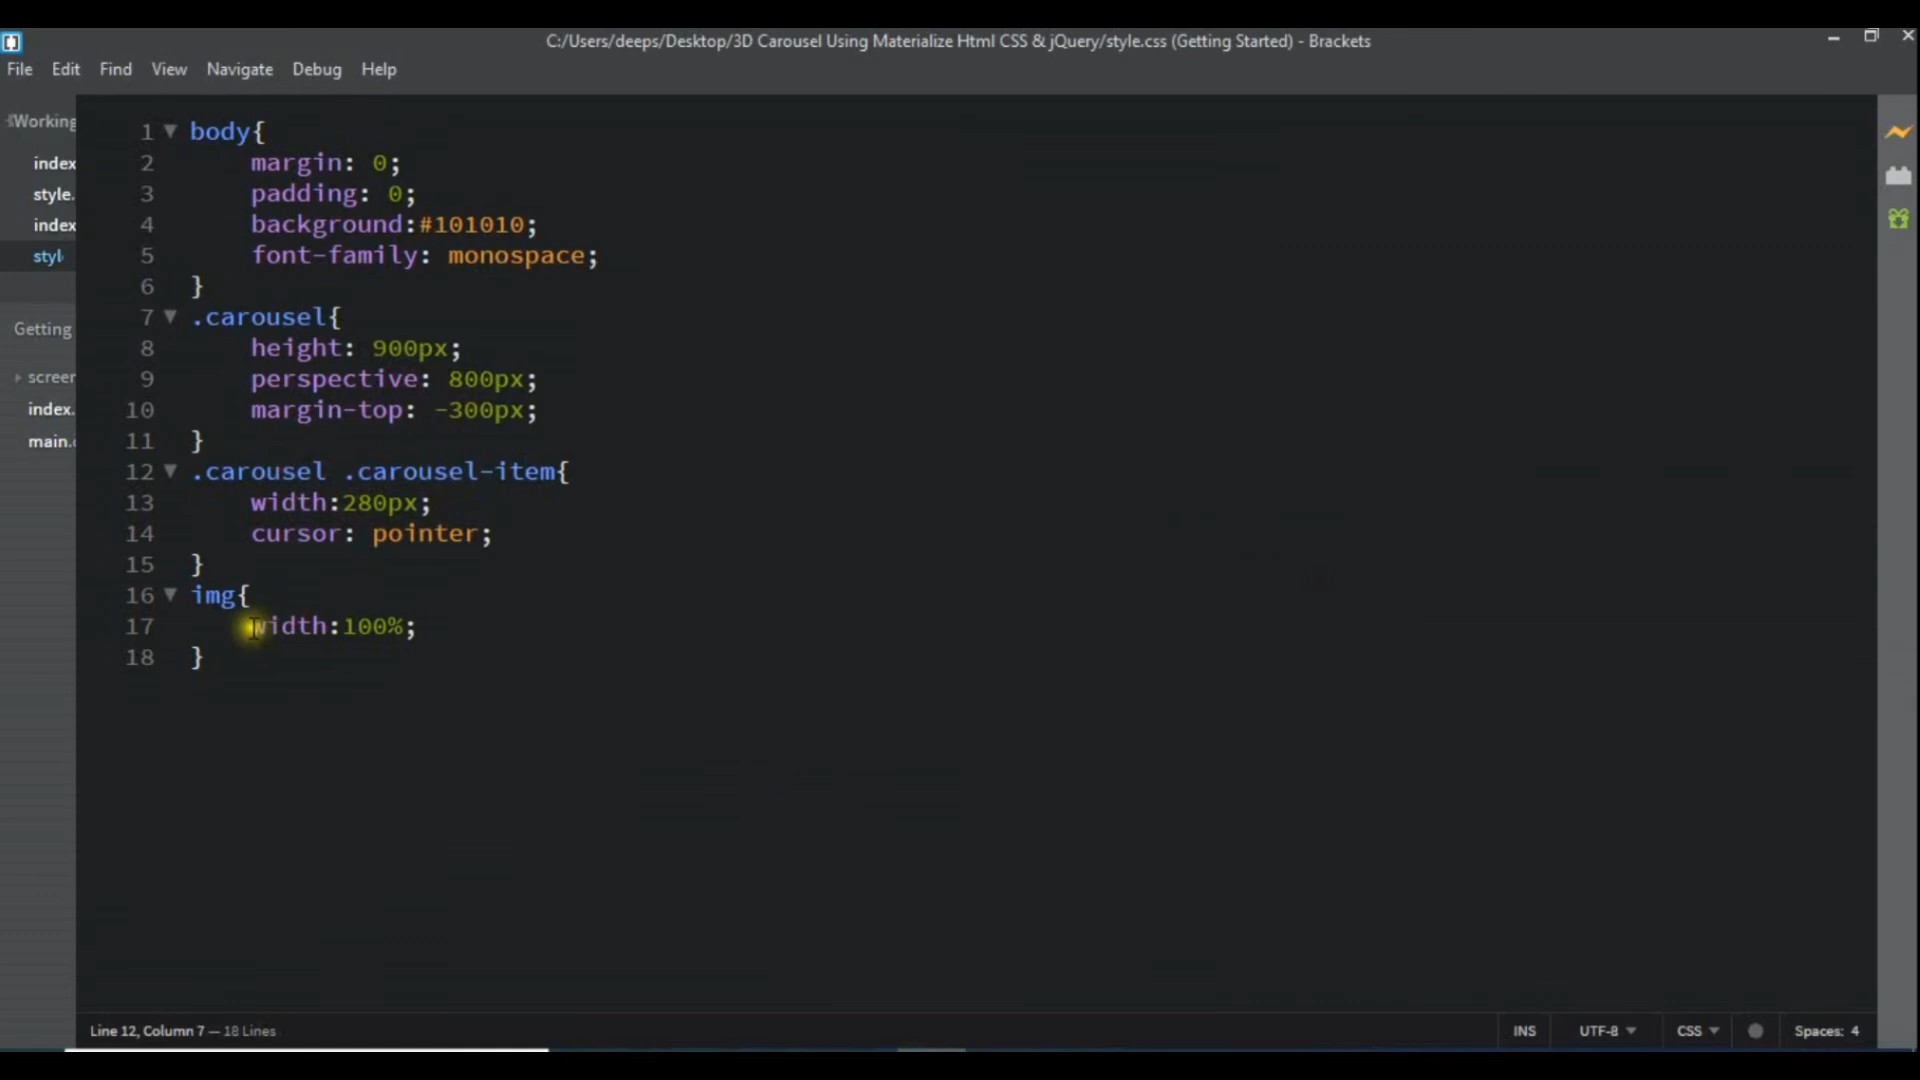 C:/Users/deeps/Desktop/3D Carousel Using Materialize Html CSS & jQuery/style.css (Getting Started) - Brackets
File Edit Find View Navigate Debug Help
Working
index
style.
index
styl
Getting
screen
index.
main.
1 body{
2 margin: 0;
3 padding: 0;
4 background:#101010;
5 font-family: monospace;
6 }
7 .carousel{
8 height: 900px;
9 perspective: 800px;
10 margin-top: -300px;
11 }
12 .carousel .carousel-item{
13 width:280px;
14 cursor: pointer;
15 }
16 img{
17 width:100%;
18 }
Line 12, Column 7 — 18 Lines
INS UTF-8 CSS Spaces: 4